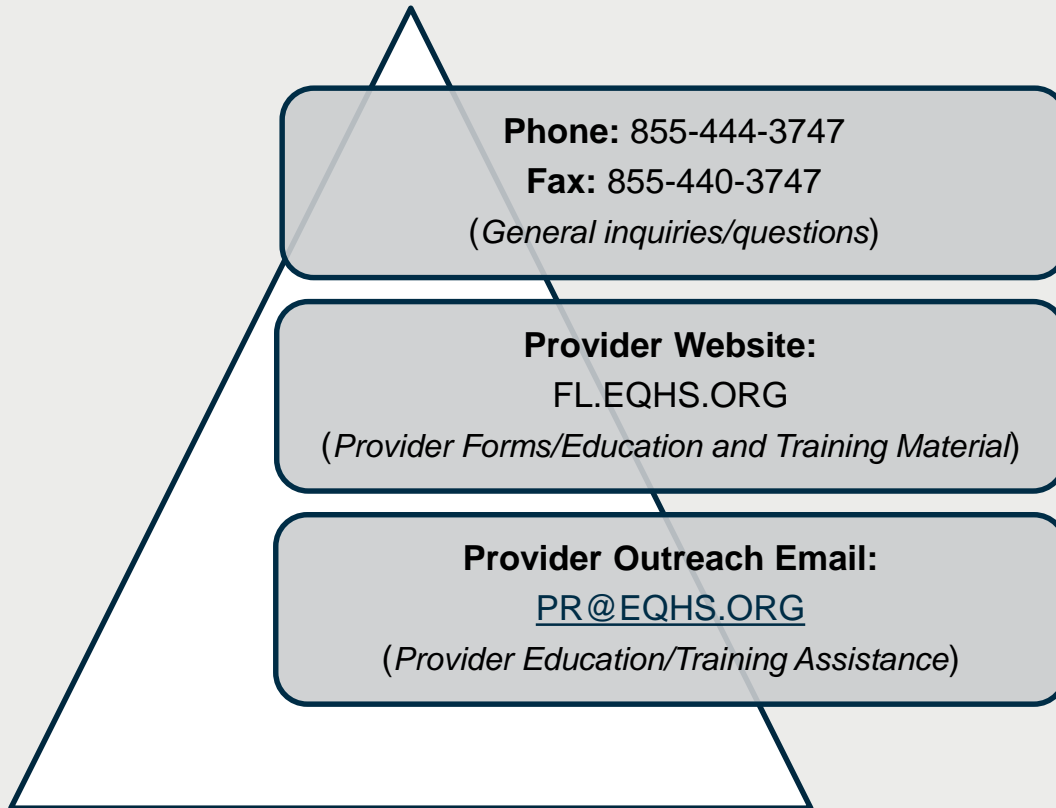 Phone: 855-444-3747
Fax: 855-440-3747
(General inquiries/questions)
Provider Website:
FL.EQHS.ORG
(Provider Forms/Education and Training Material)
Provider Outreach Email:
PR@EQHS.ORG
(Provider Education/Training Assistance)